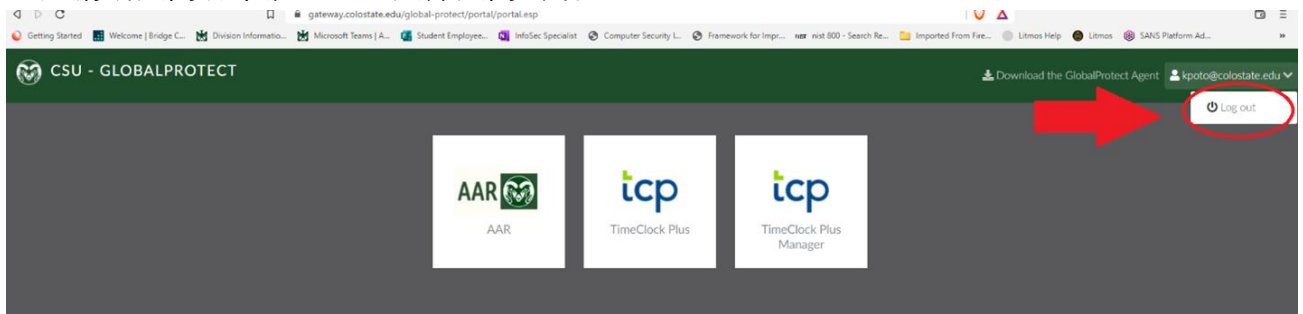 gateway.colostate.edu/global-protect/portal/portal.esp
Getting Started Welcome | Bridge C... Division Informatio... Microsoft Teams | A... Student Employee... InfoSec Specialist Computer Security L... Framework for Impr... nist 800 - Search Re... Imported From Fire... Litmos Help Litmos SANS Platform Ad... »
CSU - GLOBALPROTECT
Download the GlobalProtect Agent kpoto@colostate.edu
Log out
AAR
AAR
tcp
TimeClock Plus
tcp
TimeClock Plus
Manager